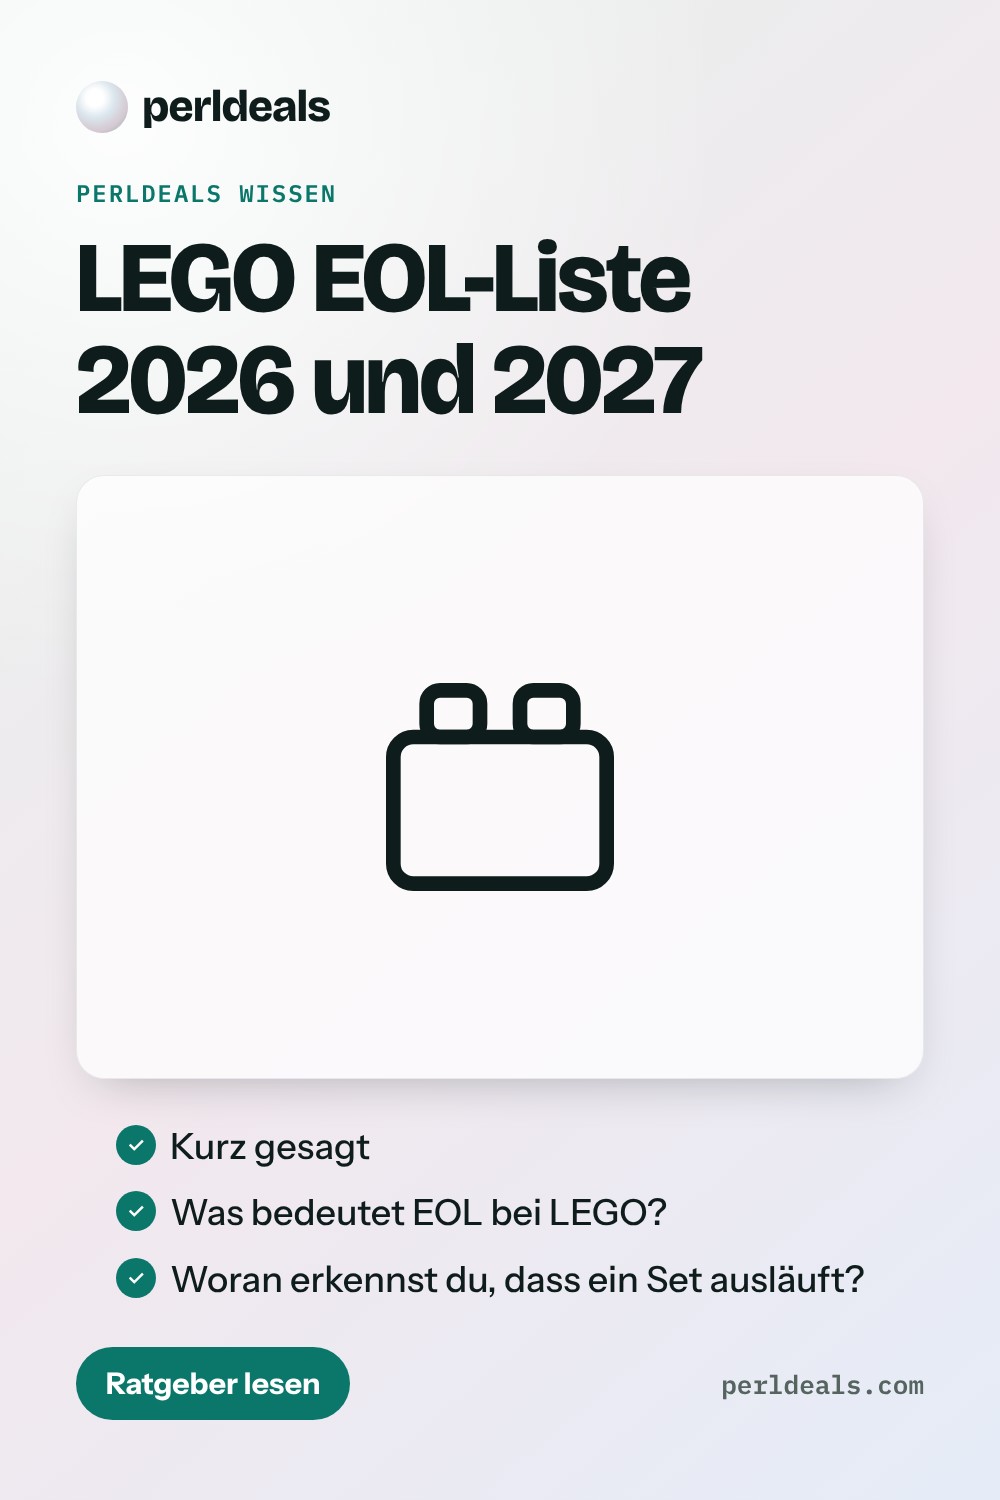 perldeals
PERLDEALS WISSEN
LEGO EOL-Liste
2026 und 2027
Kurz gesagt
Was bedeutet EOL bei LEGO?
Woran erkennst du, dass ein Set ausläuft?
Ratgeber lesen
perldeals.com